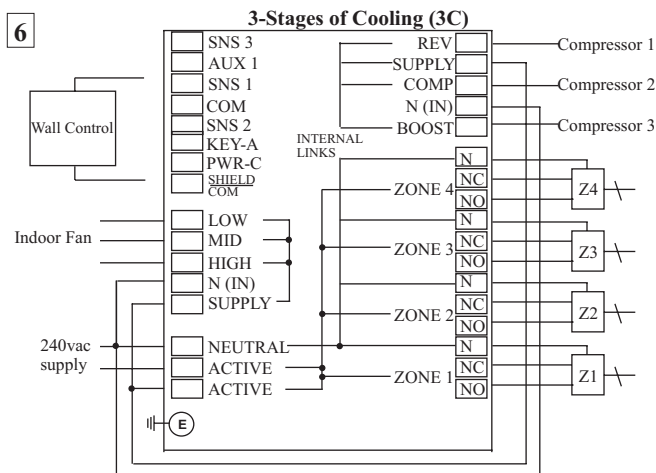 6
3-Stages of Cooling (3C)
SNS 3
AUX 1
SNS 1
COM
SNS 2
KEY-A
PWR-C
SHIELD
COM
Wall Control
LOW
MID
HIGH
N (IN)
SUPPLY
Indoor Fan
NEUTRAL
ACTIVE
ACTIVE
240vac
supply
E
REV
SUPPLY
COMP
N (IN)
BOOST
Compressor 1
Compressor 2
Compressor 3
INTERNAL
LINKS
ZONE 4
N
NC
NO
Z4
ZONE 3
N
NC
NO
Z3
ZONE 2
N
NC
NO
Z2
ZONE 1
N
NC
NO
Z1